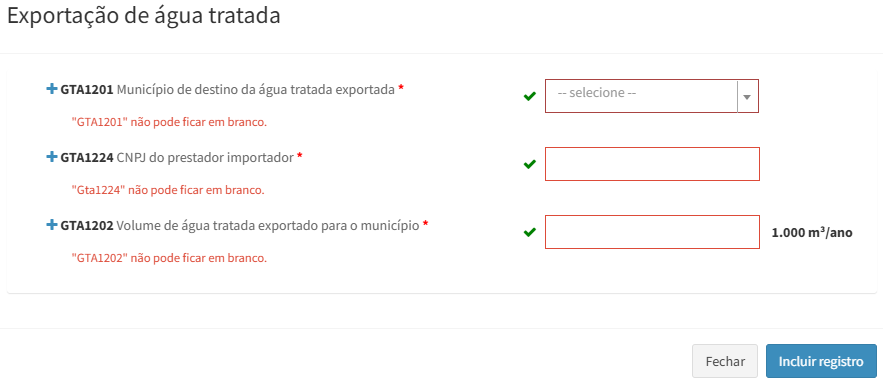 Exportação de água tratada
GTA1201 Município de destino da água tratada exportada *
-- selecione --
"GTA1201" não pode ficar em branco.
GTA1224 CNPJ do prestador importador *
"Gta1224" não pode ficar em branco.
GTA1202 Volume de água tratada exportado para o município *
1.000 m³/ano
"GTA1202" não pode ficar em branco.
Fechar
Incluir registro